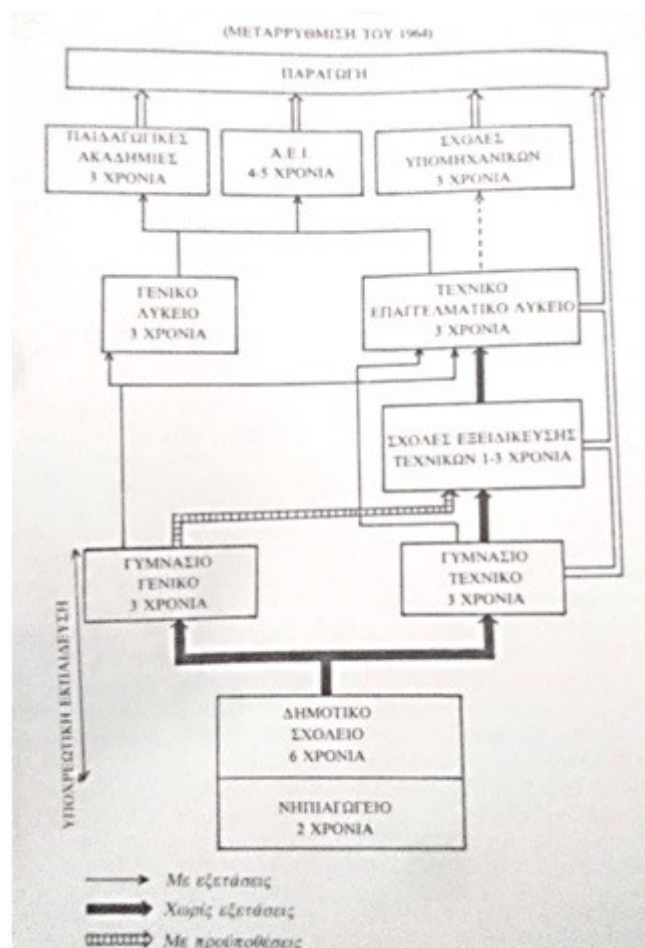 (ΜΕΤΑΡΡΥΘΜΙΣΗ ΤΟΥ 1964)
ΠΑΡΑΓΩΓΗ
ΠΑΙΔΑΓΩΓΙΚΕΣ
ΑΚΑΔΗΜΙΕΣ
3 ΧΡΟΝΙΑ
Α.Ε.Ι.
4-5 ΧΡΟΝΙΑ
ΣΧΟΛΕΣ
ΥΠΟΜΗΧΑΝΙΚΩΝ
3 ΧΡΟΝΙΑ
ΓΕΝΙΚΟ
ΛΥΚΕΙΟ
3 ΧΡΟΝΙΑ
ΤΕΧΝΙΚΟ
ΕΠΑΓΓΕΛΜΑΤΙΚΟ ΛΥΚΕΙΟ
3 ΧΡΟΝΙΑ
ΣΧΟΛΕΣ ΕΞΕΙΔΙΚΕΥΣΗΣ
ΤΕΧΝΙΚΩΝ 1-3 ΧΡΟΝΙΑ
ΓΥΜΝΑΣΙΟ
ΓΕΝΙΚΟ
3 ΧΡΟΝΙΑ
ΓΥΜΝΑΣΙΟ
ΤΕΧΝΙΚΟ
3 ΧΡΟΝΙΑ
ΥΠΟΧΡΕΩΤΙΚΗ ΕΚΠΑΙΔΕΥΣΗ
ΔΗΜΟΤΙΚΟ
ΣΧΟΛΕΙΟ
6 ΧΡΟΝΙΑ
ΝΗΠΙΑΓΩΓΕΙΟ
2 ΧΡΟΝΙΑ
Με εξετάσεις
Χωρίς εξετάσεις
Με προϋποθέσεις